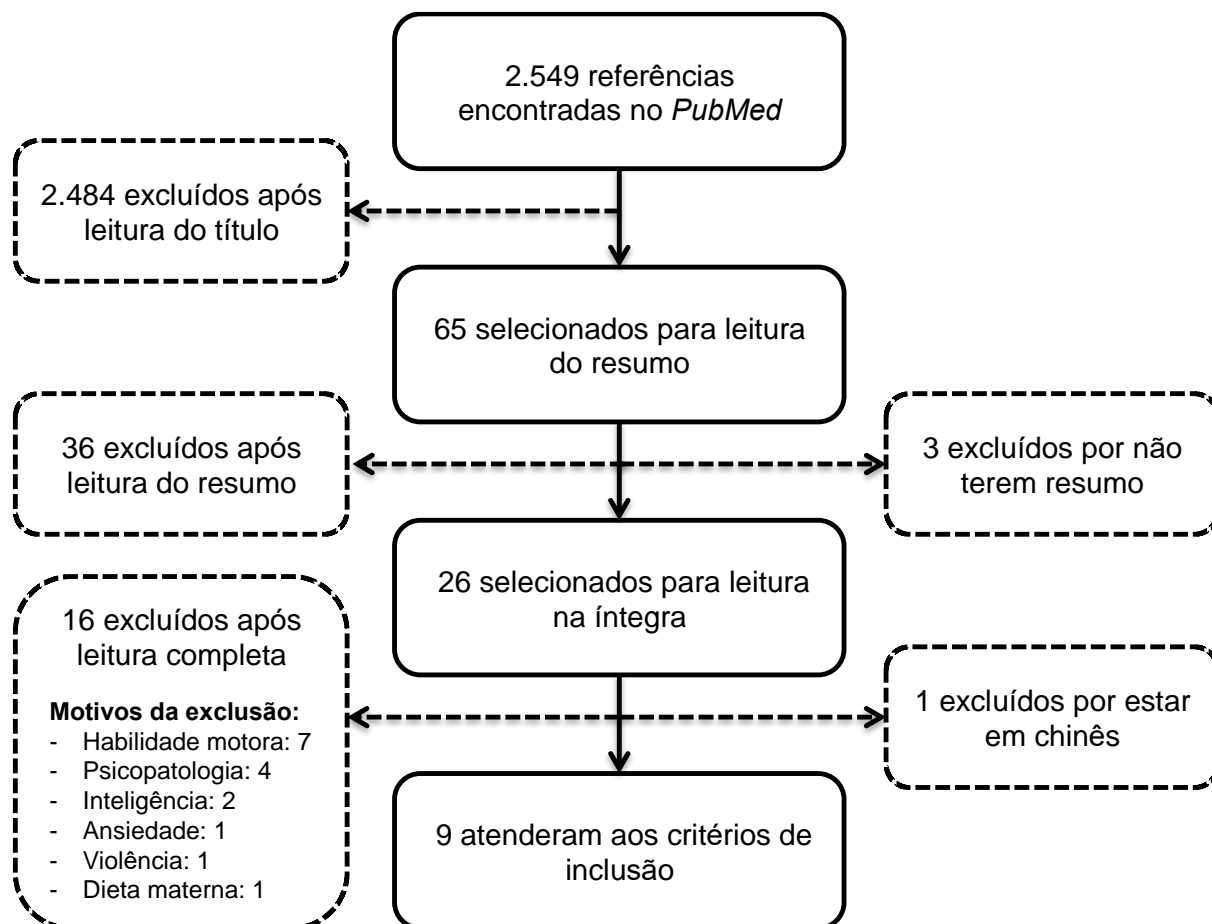 2.549 referências
encontradas no PubMed
2.484 excluídos após
leitura do título
65 selecionados para leitura
do resumo
36 excluídos após
leitura do resumo
3 excluídos por não
terem resumo
26 selecionados para leitura
na íntegra
16 excluídos após
leitura completa
Motivos da exclusão:
- Habilidade motora: 7
- Psicopatologia: 4
- Inteligência: 2
- Ansiedade: 1
- Violência: 1
- Dieta materna: 1
1 excluídos por estar
em chinês
9 atenderam aos critérios de
inclusão